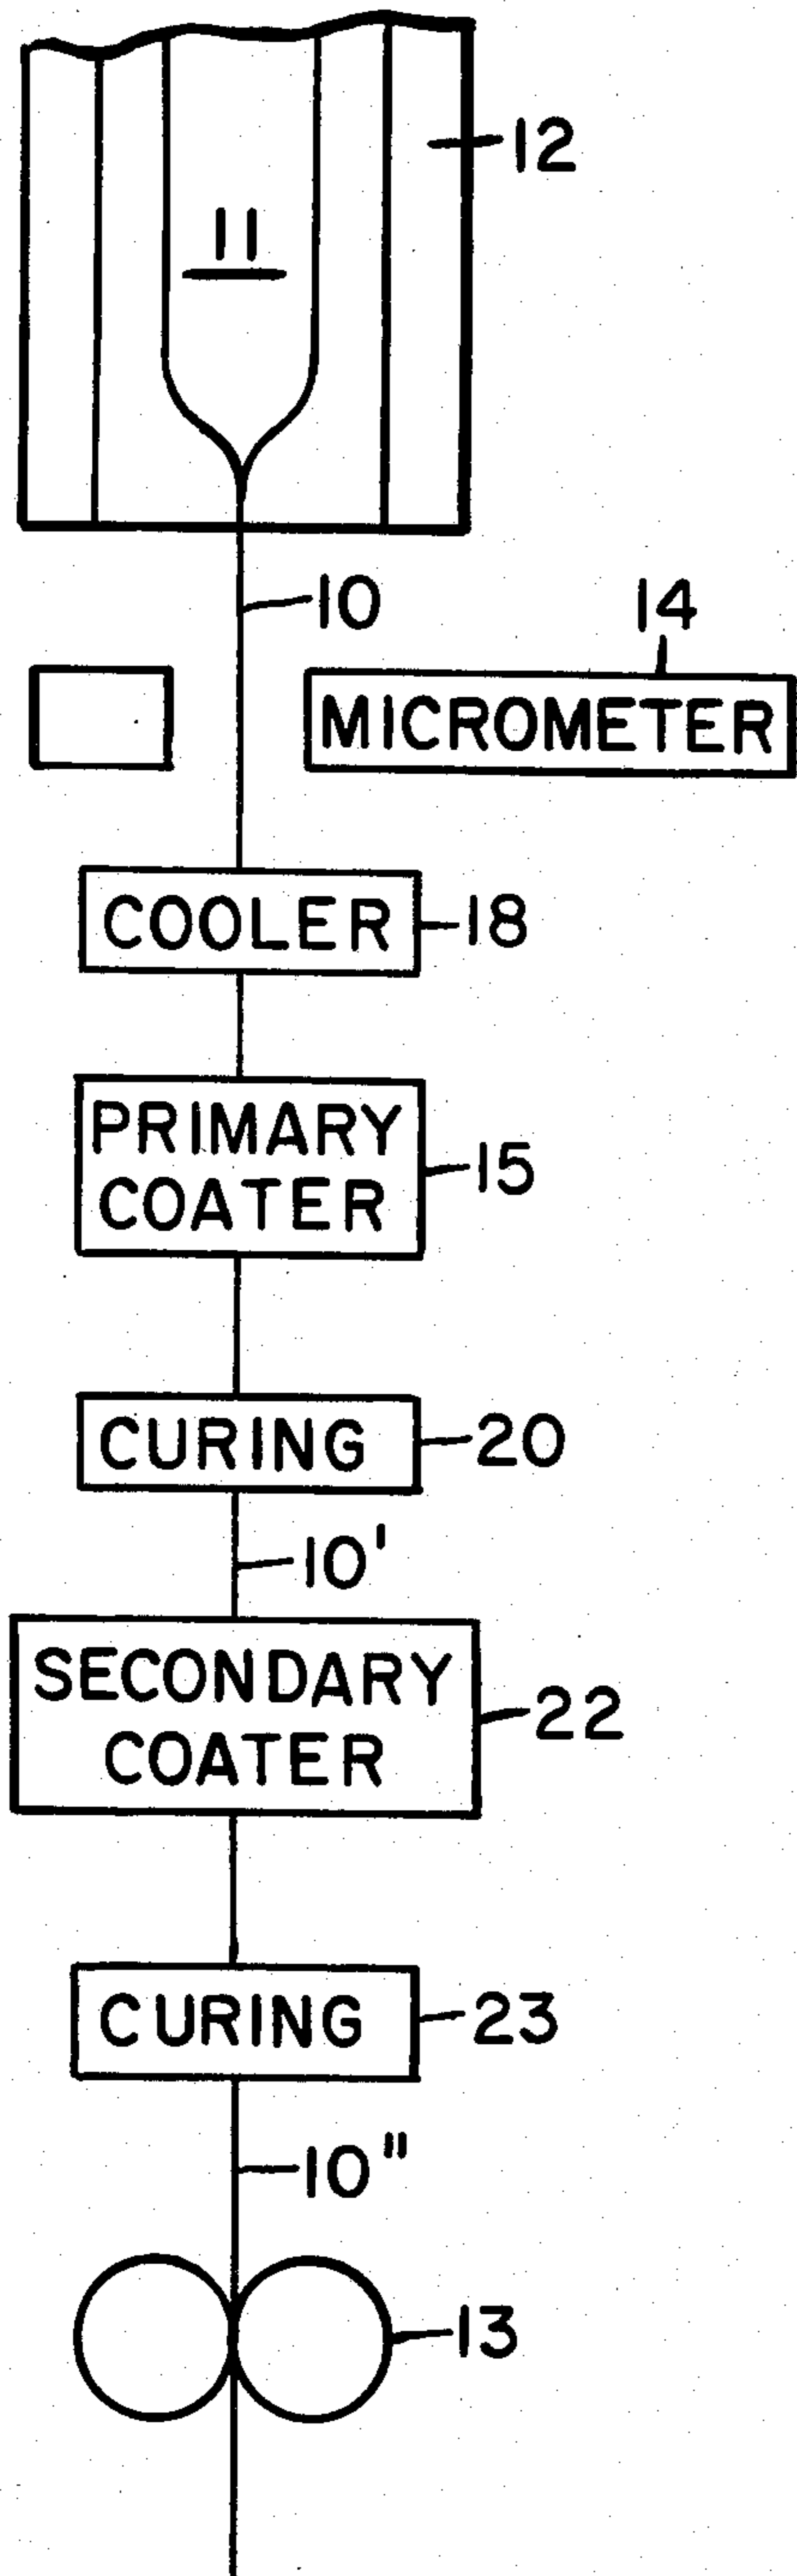 12
11
10
14
MICROMETER
COOLER
18
PRIMARY
COATER
15
CURING
20
10'
SECONDARY
COATER
22
CURING
23
10"
13